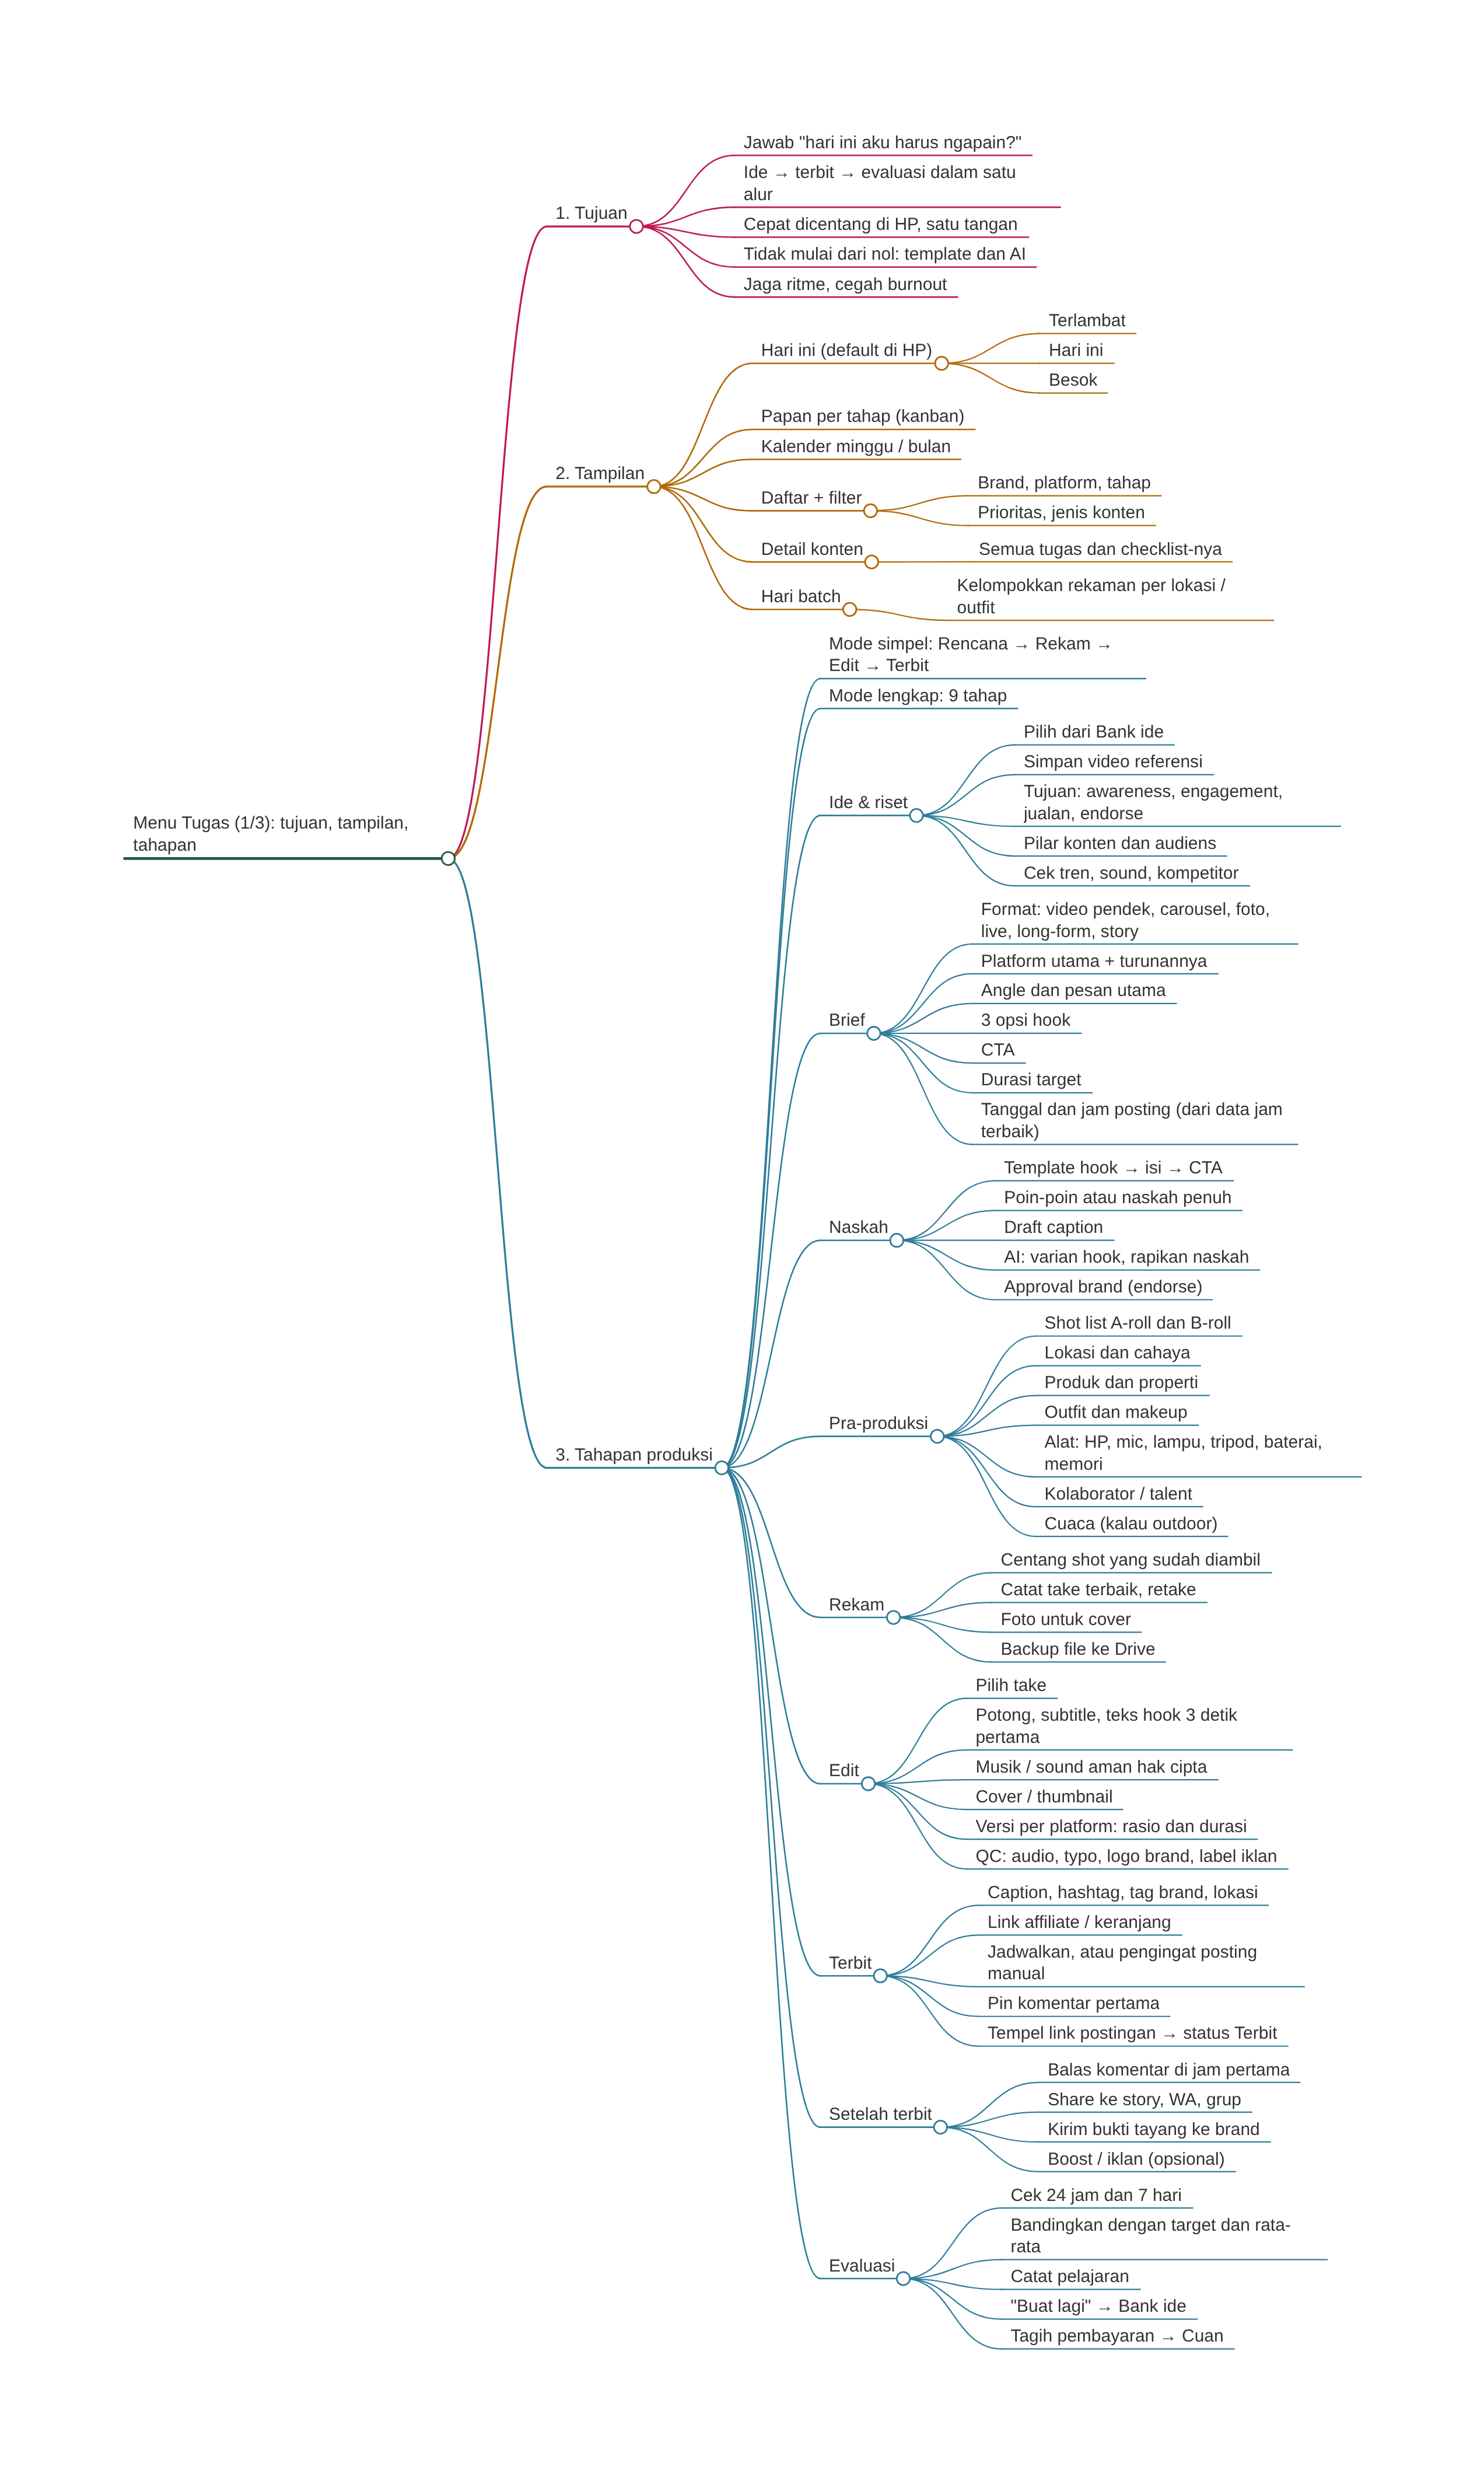 Menu Tugas (1/3): tujuan, tampilan,
tahapan
1. Tujuan
Jawab "hari ini aku harus ngapain?"
Ide → terbit → evaluasi dalam satu
alur
Cepat dicentang di HP, satu tangan
Tidak mulai dari nol: template dan AI
Jaga ritme, cegah burnout
2. Tampilan
Hari ini (default di HP)
Terlambat
Hari ini
Besok
Papan per tahap (kanban)
Kalender minggu / bulan
Daftar + filter
Brand, platform, tahap
Prioritas, jenis konten
Detail konten
Semua tugas dan checklist-nya
Hari batch
Kelompokkan rekaman per lokasi /
outfit
3. Tahapan produksi
Mode simpel: Rencana → Rekam →
Edit → Terbit
Mode lengkap: 9 tahap
Ide & riset
Pilih dari Bank ide
Simpan video referensi
Tujuan: awareness, engagement,
jualan, endorse
Pilar konten dan audiens
Cek tren, sound, kompetitor
Brief
Format: video pendek, carousel, foto,
live, long-form, story
Platform utama + turunannya
Angle dan pesan utama
3 opsi hook
CTA
Durasi target
Tanggal dan jam posting (dari data jam
terbaik)
Naskah
Template hook → isi → CTA
Poin-poin atau naskah penuh
Draft caption
AI: varian hook, rapikan naskah
Approval brand (endorse)
Pra-produksi
Shot list A-roll dan B-roll
Lokasi dan cahaya
Produk dan properti
Outfit dan makeup
Alat: HP, mic, lampu, tripod, baterai,
memori
Kolaborator / talent
Cuaca (kalau outdoor)
Rekam
Centang shot yang sudah diambil
Catat take terbaik, retake
Foto untuk cover
Backup file ke Drive
Edit
Pilih take
Potong, subtitle, teks hook 3 detik
pertama
Musik / sound aman hak cipta
Cover / thumbnail
Versi per platform: rasio dan durasi
QC: audio, typo, logo brand, label iklan
Terbit
Caption, hashtag, tag brand, lokasi
Link affiliate / keranjang
Jadwalkan, atau pengingat posting
manual
Pin komentar pertama
Tempel link postingan → status Terbit
Setelah terbit
Balas komentar di jam pertama
Share ke story, WA, grup
Kirim bukti tayang ke brand
Boost / iklan (opsional)
Evaluasi
Cek 24 jam dan 7 hari
Bandingkan dengan target dan rata-
rata
Catat pelajaran
"Buat lagi" → Bank ide
Tagih pembayaran → Cuan